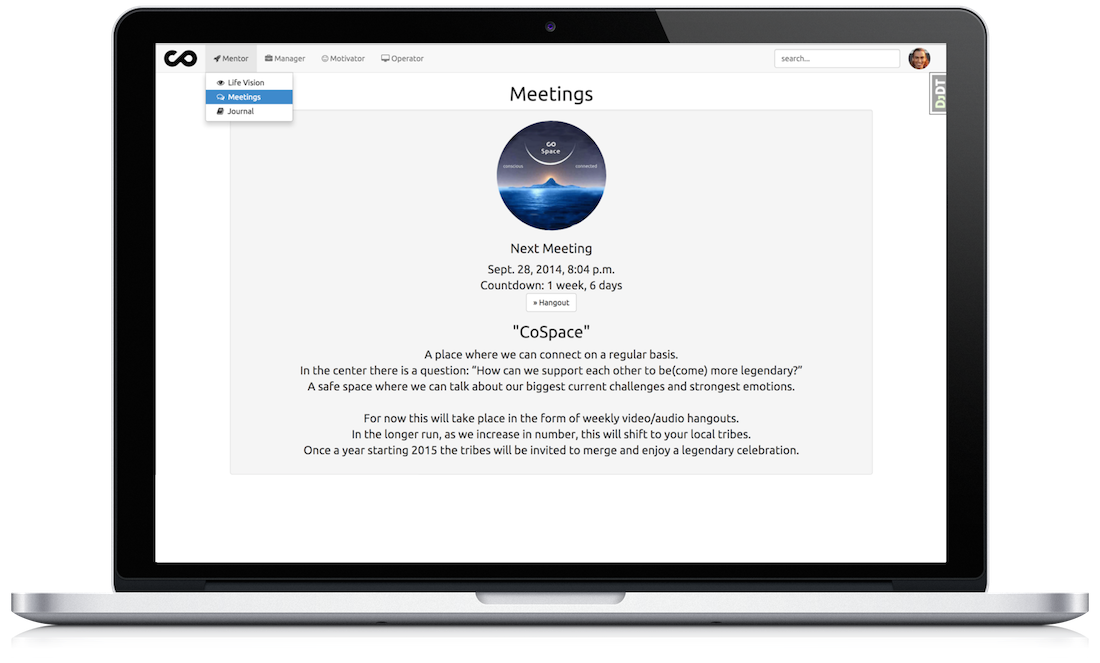 CO
Mentor
Manager
Motivator
Operator
search...
Life Vision
Meetings
Journal
DJDT
Meetings
CO
Space
conscious
connected
Next Meeting
Sept. 28, 2014, 8:04 p.m.
Countdown: 1 week, 6 days
» Hangout
"CoSpace"
A place where we can connect on a regular basis.
In the center there is a question: “How can we support each other to be(come) more legendary?”
A safe space where we can talk about our biggest current challenges and strongest emotions.
For now this will take place in the form of weekly video/audio hangouts.
In the longer run, as we increase in number, this will shift to your local tribes.
Once a year starting 2015 the tribes will be invited to merge and enjoy a legendary celebration.